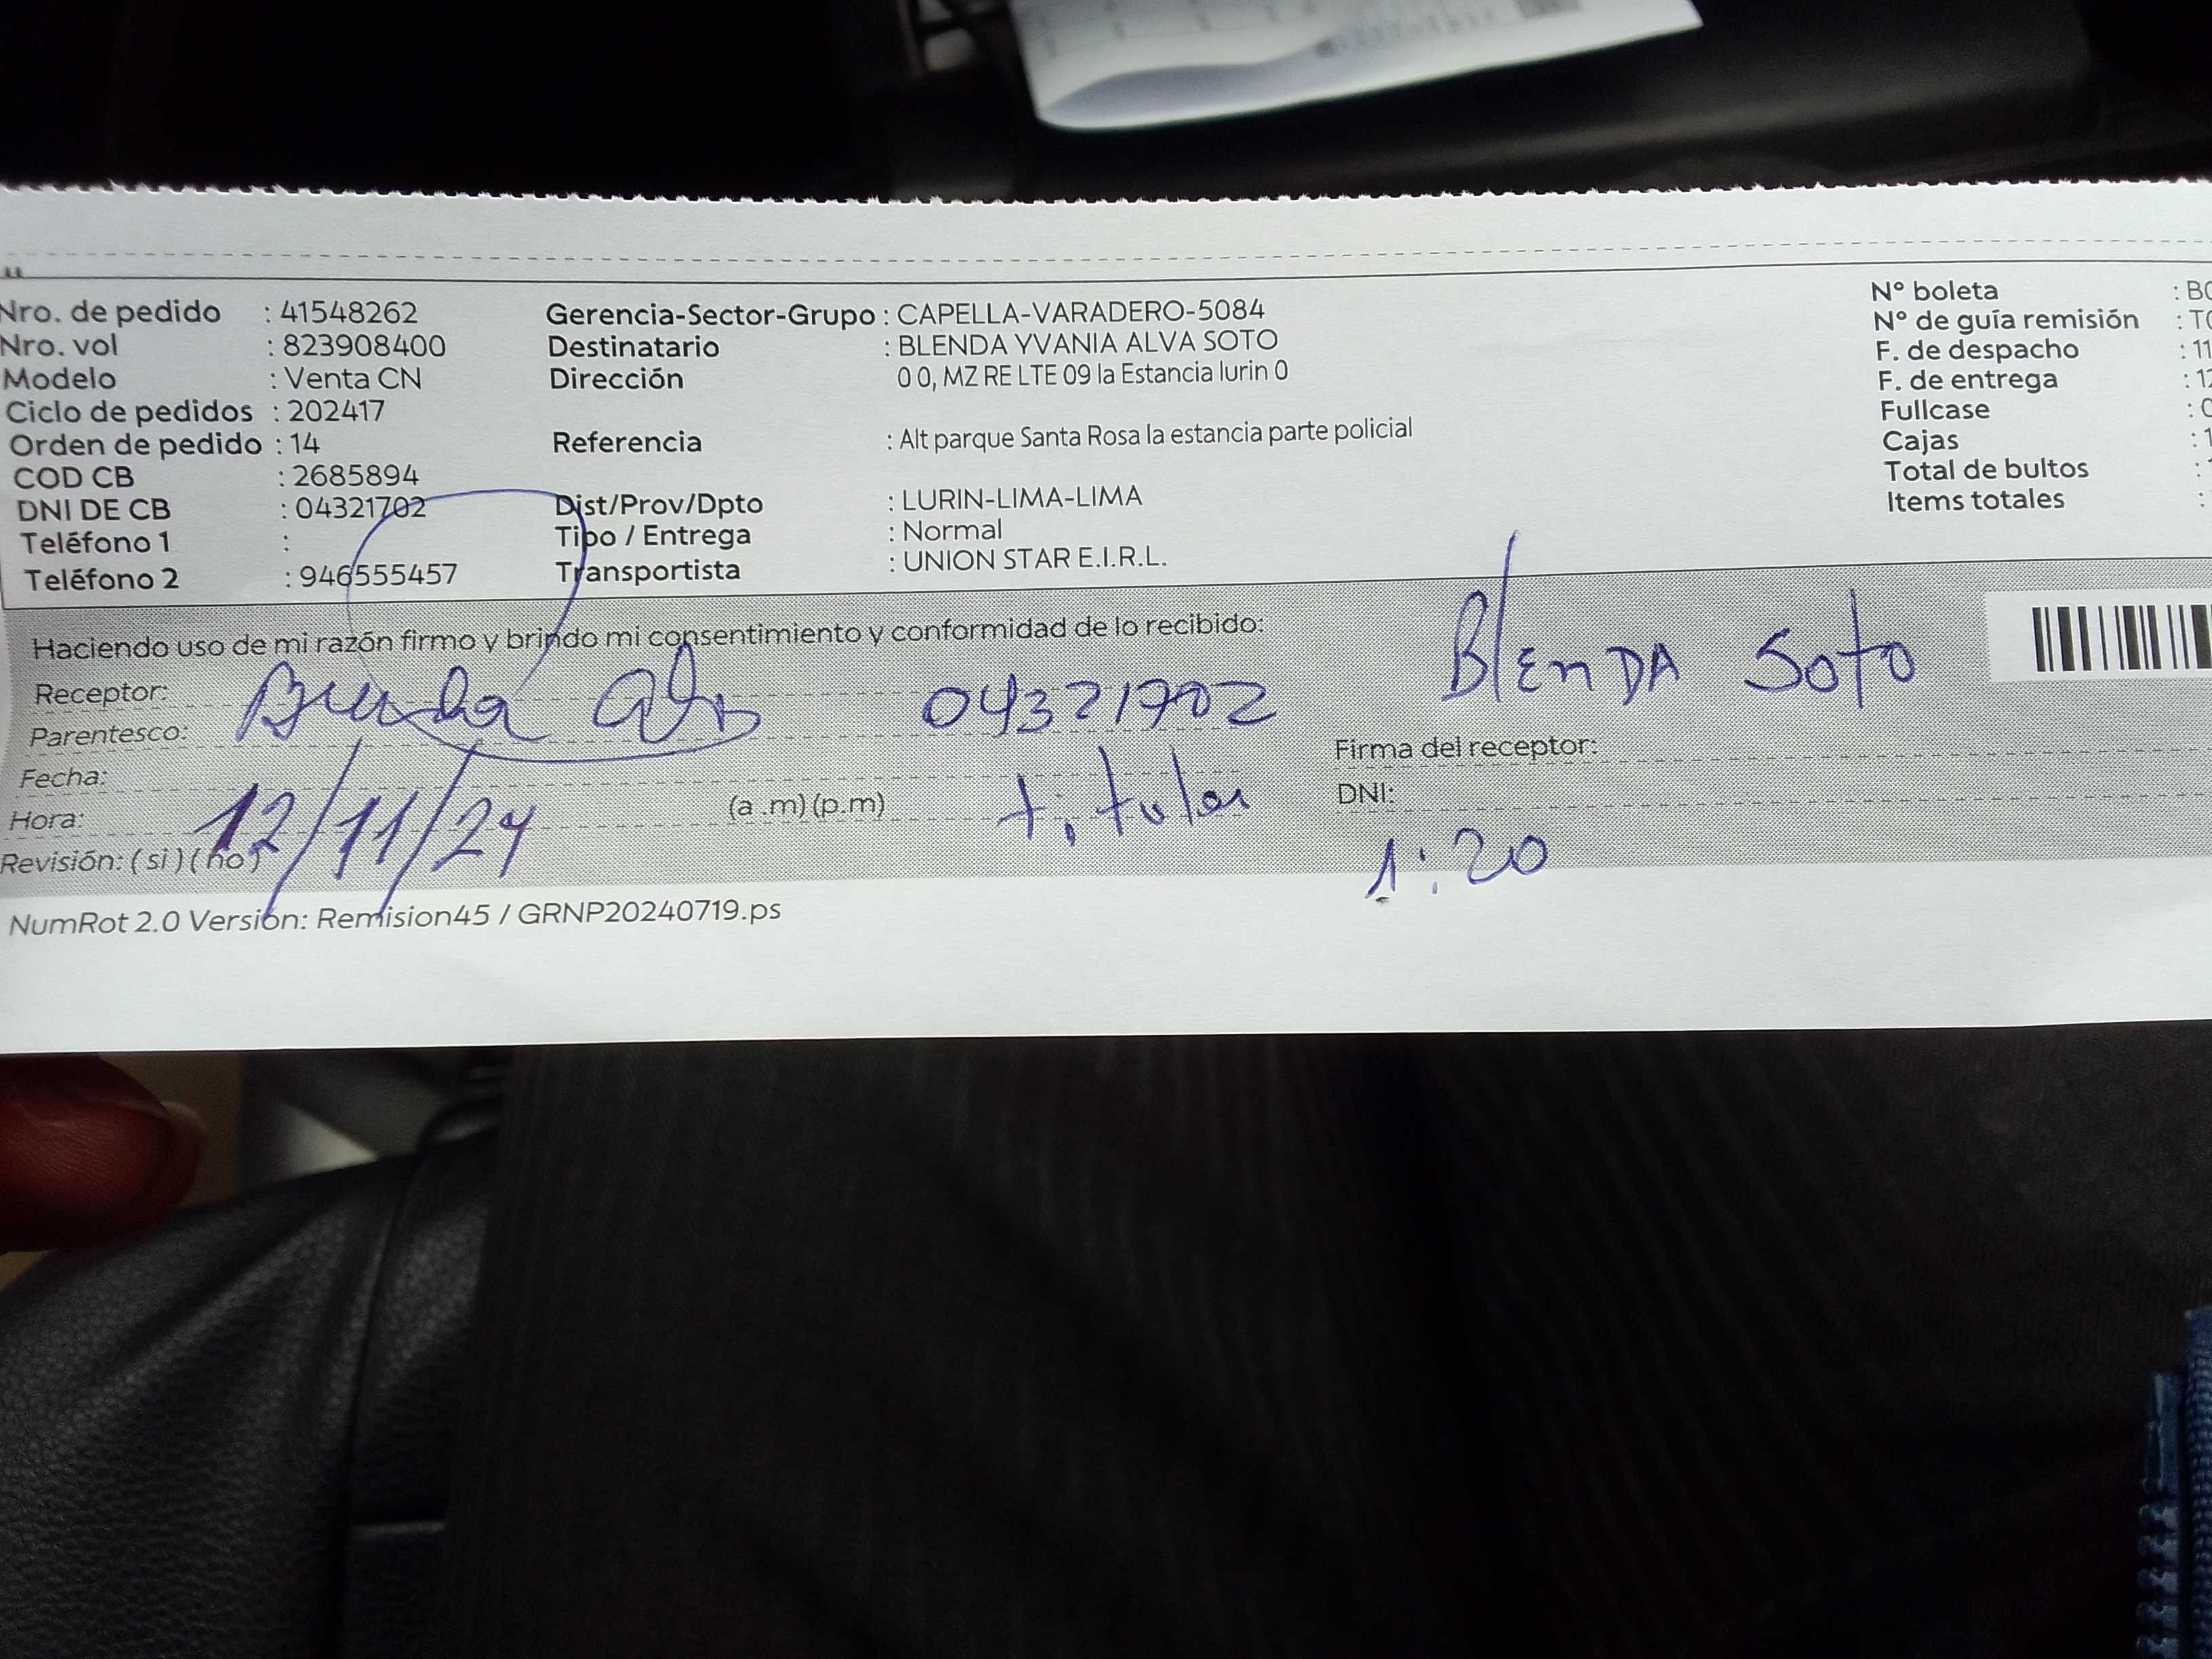 Nro. de pedido : 41548262
Nro. vol : 823908400
Modelo : Venta CN
Ciclo de pedidos : 202417
Orden de pedido : 14
COD CB : 2685894
DNI DE CB : 04321702
Teléfono 1 :
Teléfono 2 : 946555457
Gerencia-Sector-Grupo : CAPELLA-VARADERO-5084
Destinatario : BLENDA YVANIA ALVA SOTO
Dirección 0 0, MZ RE LTE 09 la Estancia lurin 0
Referencia : Alt parque Santa Rosa la estancia parte policial
Dist/Prov/Dpto : LURIN-LIMA-LIMA
Tipo / Entrega : Normal
Transportista : UNION STAR E.I.R.L.
N° boleta : B
N° de guía remisión : T
F. de despacho : 11
F. de entrega : 1
Fullcase :
Cajas : 1
Total de bultos :
Items totales :
Haciendo uso de mi razón firmo y brindo mi consentimiento y conformidad de lo recibido:
Blenda Soto
Receptor: 04321702
Parentesco:
Firma del receptor:
Fecha: titular
12/11/24
DNI:
Hora: (a .m) (p.m)
1:20
Revisión: ( si ) ( no )
NumRot 2.0 Versión: Remision45 / GRNP20240719.ps